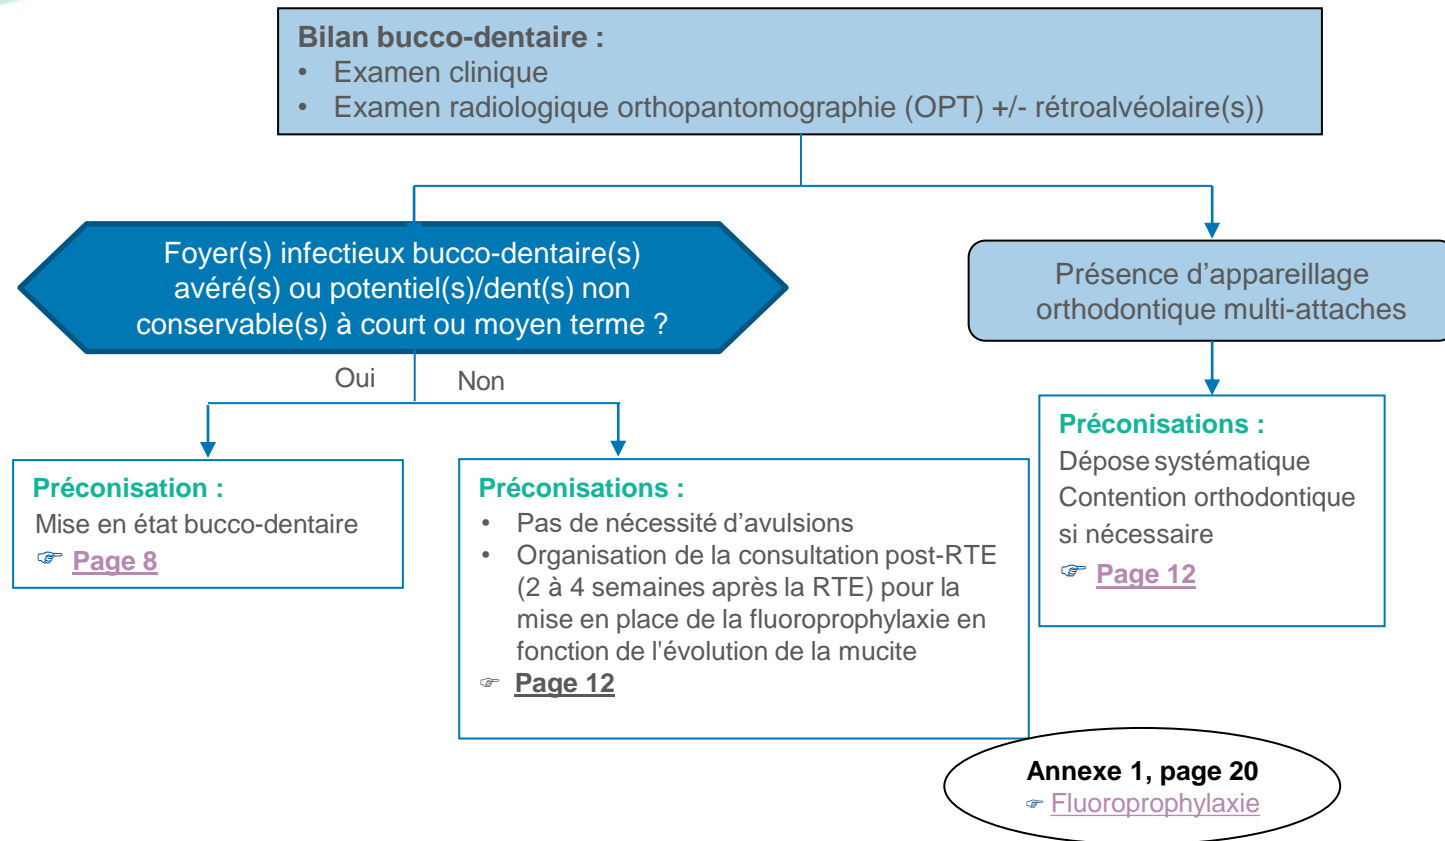 Bilan bucco-dentaire :
• Examen clinique
• Examen radiologique orthopantomographie (OPT) +/- rétroalvéolaire(s))
Foyer(s) infectieux bucco-dentaire(s)
avéré(s) ou potentiel(s)/dent(s) non
conservable(s) à court ou moyen terme ?
Présence d’appareillage
orthodontique multi-attaches
Oui
Non
Préconisation :
Mise en état bucco-dentaire
☞ Page 8
Préconisations :
• Pas de nécessité d’avulsions
• Organisation de la consultation post-RTE
(2 à 4 semaines après la RTE) pour la
mise en place de la fluoroprophylaxie en
fonction de l'évolution de la mucite
☞ Page 12
Préconisations :
Dépose systématique
Contention orthodontique
si nécessaire
☞ Page 12
Annexe 1, page 20
☞ Fluoroprophylaxie